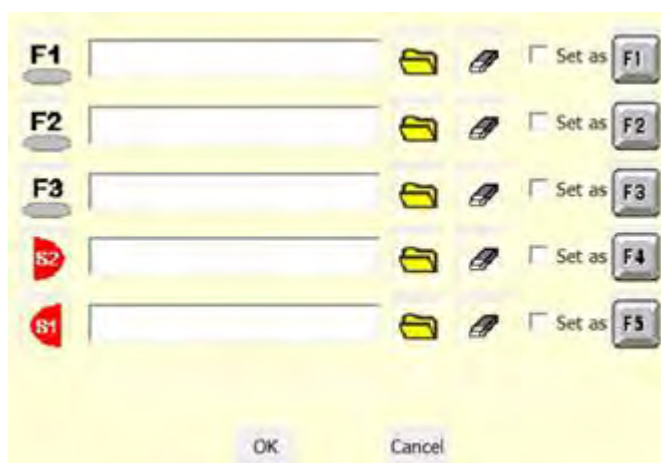 F1 Set as F1
F2 Set as F2
F3 Set as F3
S2 Set as F4
S1 Set as F5
OK Cancel